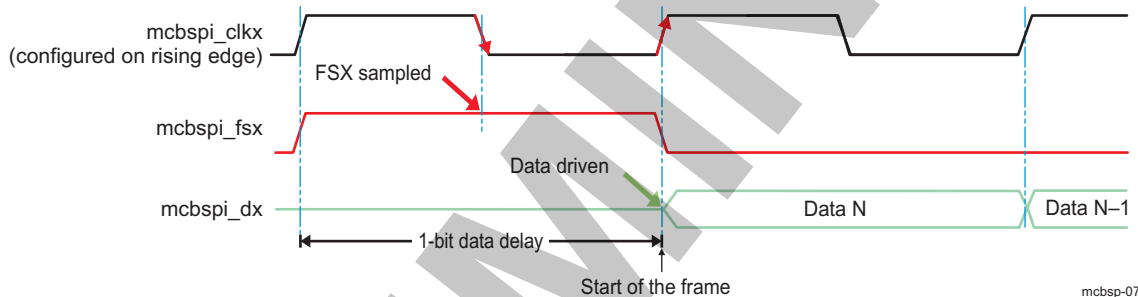 mcbspi_clkx
(configured on rising edge)
FSX sampled
mcbspi_fsx
Data driven
mcbspi_dx
Data N
Data N–1
1-bit data delay
Start of the frame
mcbsp-07